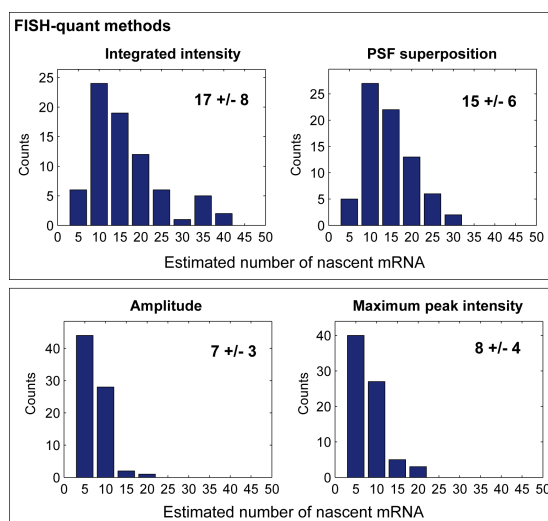 FISH-quant methods
Integrated intensity
PSF superposition
25
20
15
10
5
0
Counts
17 +/- 8
0 5 10 15 20 25 30 35 40 45 50
25
20
15
10
5
0
Counts
15 +/- 6
0 5 10 15 20 25 30 35 40 45 50
Estimated number of nascent mRNA
Amplitude
Maximum peak intensity
40
30
20
10
0
Counts
7 +/- 3
0 5 10 15 20 25 30 35 40 45 50
40
30
20
10
0
Counts
8 +/- 4
0 5 10 15 20 25 30 35 40 45 50
Estimated number of nascent mRNA